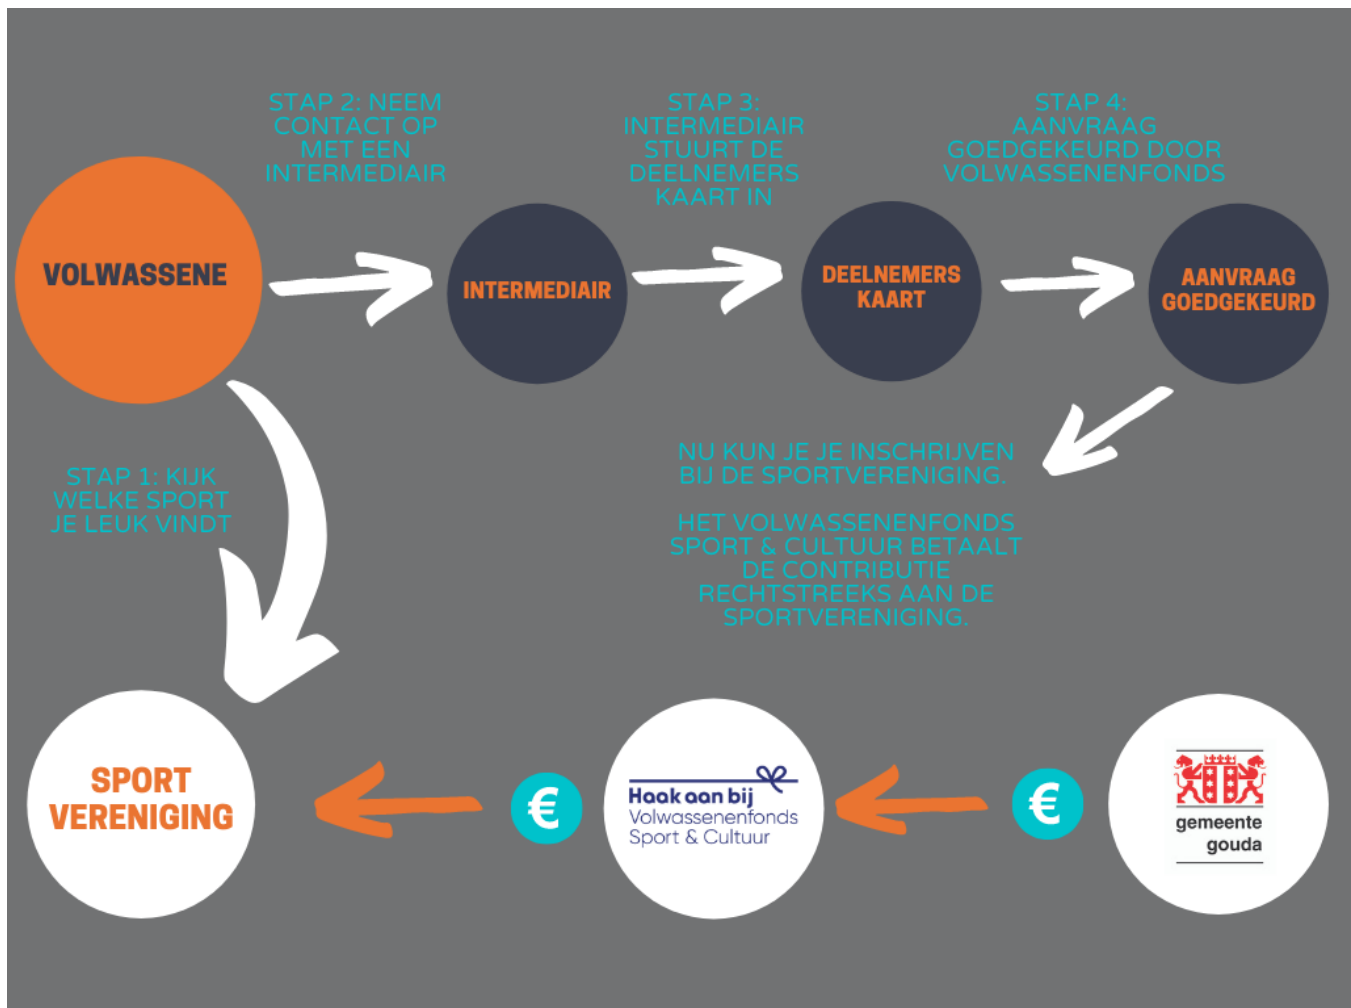 STAP 2: NEEM
CONTACT OP
MET EEN
INTERMEDIAIR
STAP 3:
INTERMEDIAIR
STUURT DE
DEELNEMERS
KAART IN
STAP 4:
AANVRAAG
GOEDGEKEURD DOOR
VOLWASSENENFONDS
VOLWASSENE
INTERMEDIAIR
DEELNEMERS
KAART
AANVRAAG
GOEDGEKEURD
STAP 1: KIJK
WELKE SPORT
JE LEUK VINDT
NU KUN JE JE INSCHRIJVEN
BIJ DE SPORTVERENIGING.
HET VOLWASSENENFONDS
SPORT & CULTUUR BETAALT
DE CONTRIBUTIE
RECHTSTREEKS AAN DE
SPORTVERENIGING.
SPORT
VERENIGING
€
Haak aan bij
Volwassenenfonds
Sport & Cultuur
€
gemeente
gouda